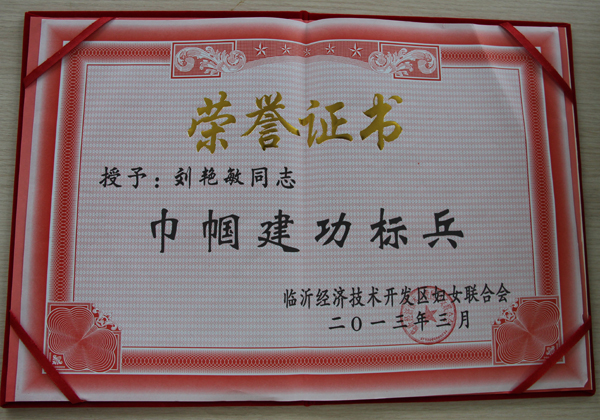 荣誉证书
授予：刘艳敏同志
巾帼建功标兵
临沂经济技术开发区妇女联合会
二〇一三年三月